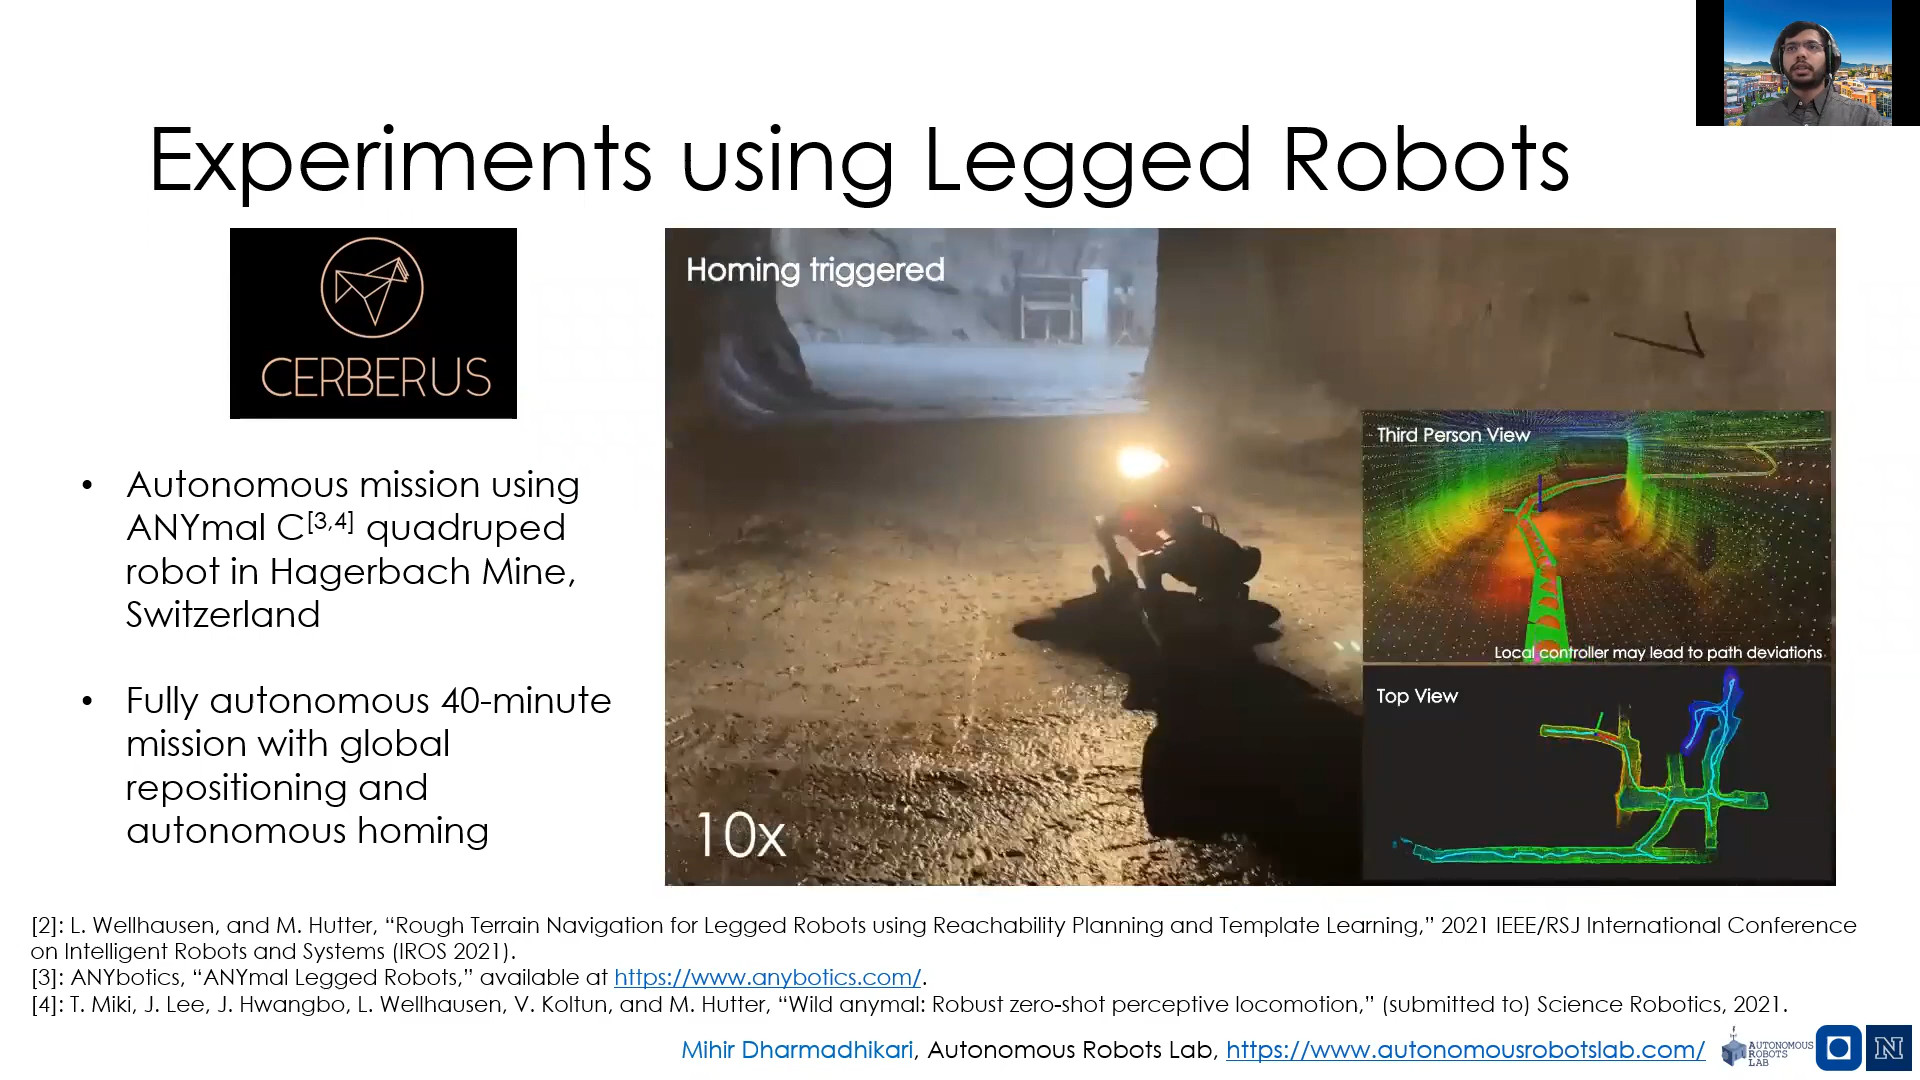 Experiments using Legged Robots
CERBERUS
• Autonomous mission using
ANYmal C[3,4] quadruped
robot in Hagerbach Mine,
Switzerland
• Fully autonomous 40-minute
mission with global
repositioning and
autonomous homing
Homing triggered
10x
Third Person View
Local controller may lead to path deviations
Top View
[2]: L. Wellhausen, and M. Hutter, “Rough Terrain Navigation for Legged Robots using Reachability Planning and Template Learning,” 2021 IEEE/RSJ International Conference
on Intelligent Robots and Systems (IROS 2021).
[3]: ANYbotics, “ANYmal Legged Robots,” available at https://www.anybotics.com/.
[4]: T. Miki, J. Lee, J. Hwangbo, L. Wellhausen, V. Koltun, and M. Hutter, “Wild anymal: Robust zero-shot perceptive locomotion,” (submitted to) Science Robotics, 2021.
Mihir Dharmadhikari, Autonomous Robots Lab, https://www.autonomousrobotslab.com/
AUTONOMOUS
ROBOTS
LAB
N